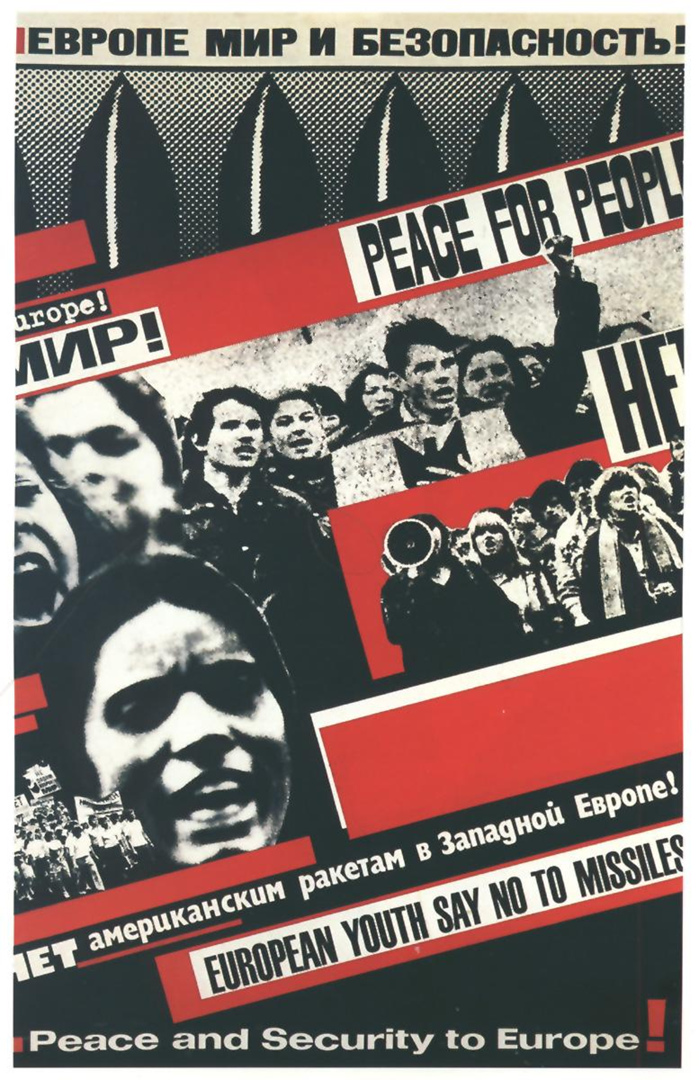 ЕВРОПЕ МИР И БЕЗОПАСНОСТЬ!
PEACE FOR PEOPL
urope!
МИР!
НЕТ
НЕТ американским ракетам в Западной Европе!
EUROPEAN YOUTH SAY NO TO MISSILES
Peace and Security to Europe!